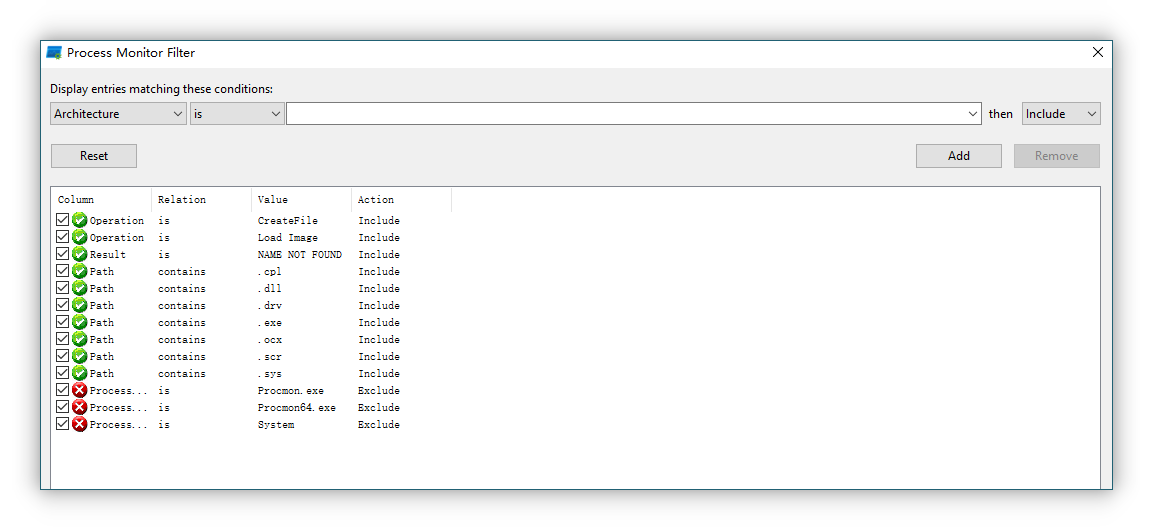 Process Monitor Filter
Display entries matching these conditions:
Architecture is then Include
Reset Add Remove
Column Relation Value Action
Operation is CreateFile Include
Operation is Load Image Include
Result is NAME NOT FOUND Include
Path contains .cpl Include
Path contains .dll Include
Path contains .drv Include
Path contains .exe Include
Path contains .ocx Include
Path contains .scr Include
Path contains .sys Include
Process... is Procmon.exe Exclude
Process... is Procmon64.exe Exclude
Process... is System Exclude